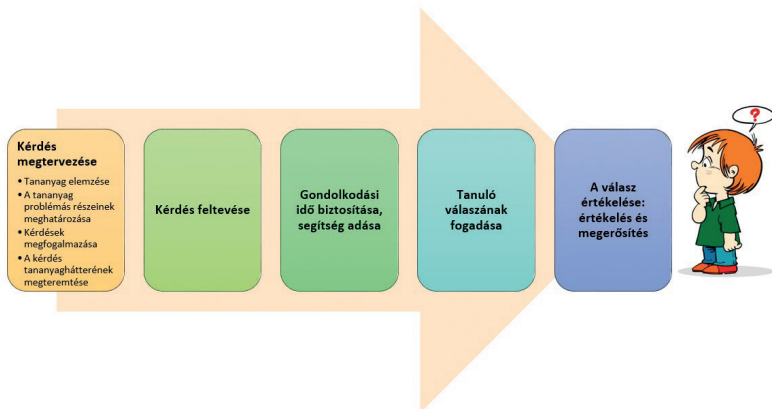 Kérdés
megtervezése
• Tananyag elemzése
• A tananyag
problémás részeinek
meghatározása
• Kérdések
megfogalmazása
• A kérdés
tananyaghátterének
megteremtése
Kérdés feltevése
Gondolkodási
idő biztosítása,
segítség adása
Tanuló
válaszának
fogadása
A válasz
értékelése:
értékelés és
megerősítés
?